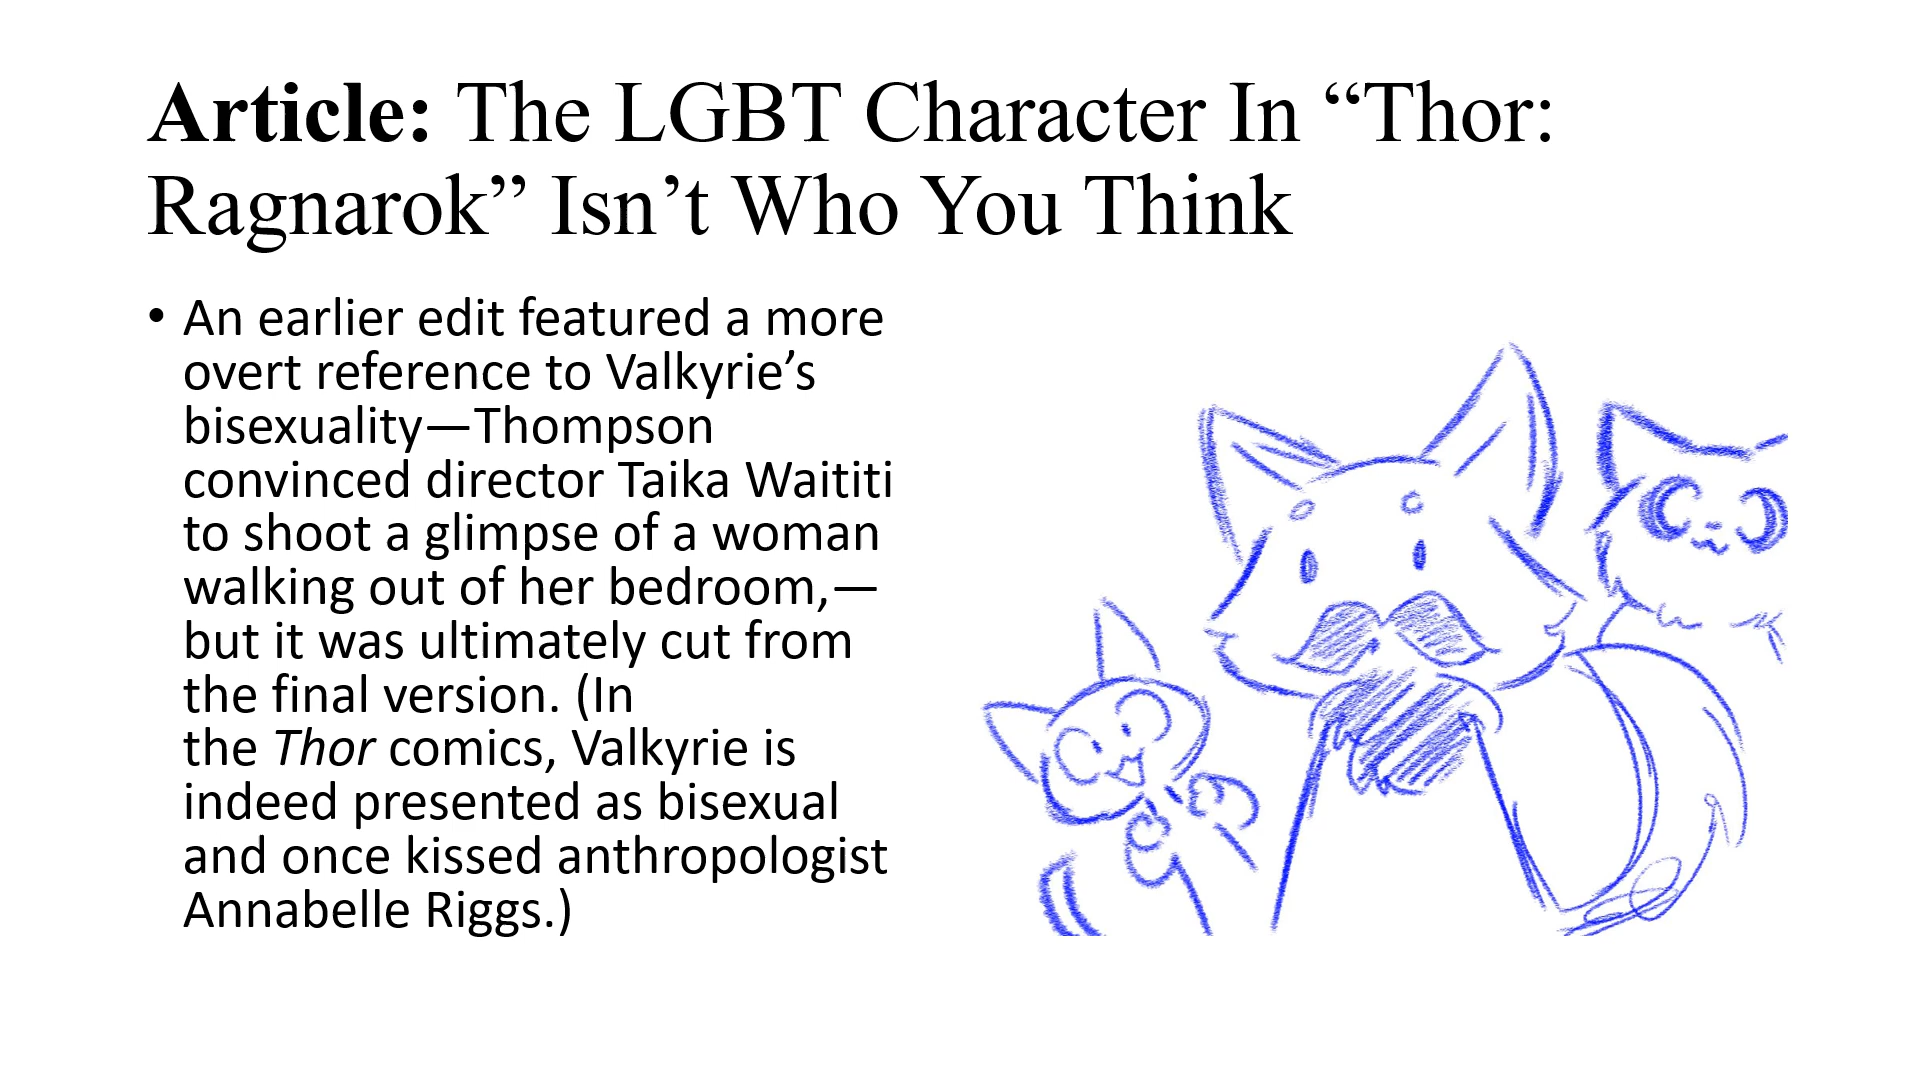 Article: The LGBT Character In “Thor:
Ragnarok” Isn’t Who You Think
• An earlier edit featured a more
overt reference to Valkyrie’s
bisexuality—Thompson
convinced director Taika Waititi
to shoot a glimpse of a woman
walking out of her bedroom,—
but it was ultimately cut from
the final version. (In
the Thor comics, Valkyrie is
indeed presented as bisexual
and once kissed anthropologist
Annabelle Riggs.)